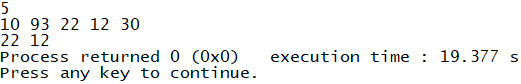 5
10 93 22 12 30
22 12
Process returned 0 (0x0)   execution time : 19.377 s
Press any key to continue.